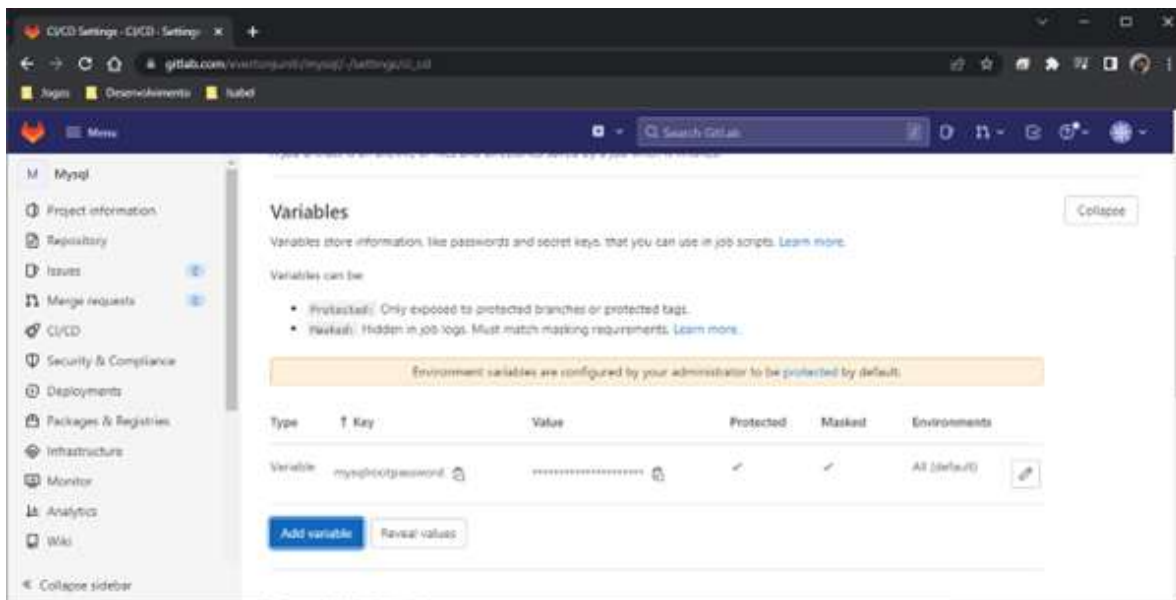 CI/CD Settings · CI/CD · Setting
gitlab.com
Jogos Desenvolvimento Isabel
Menu
Search GitLab
M Mysql
Project information
Repository
Issues 0
Merge requests 0
CI/CD
Security & Compliance
Deployments
Packages & Registries
Infrastructure
Monitor
Analytics
Wiki
Collapse sidebar
Variables
Collapse
Variables store information, like passwords and secret keys, that you can use in job scripts. Learn more.
Variables can be:
Protected: Only exposed to protected branches or protected tags.
Masked: Hidden in job logs. Must match masking requirements. Learn more.
Environment variables are configured by your administrator to be protected by default.
Type ↑ Key Value Protected Masked Environments
Variable mysqlrootpassword All (default)
Add variable Reveal values